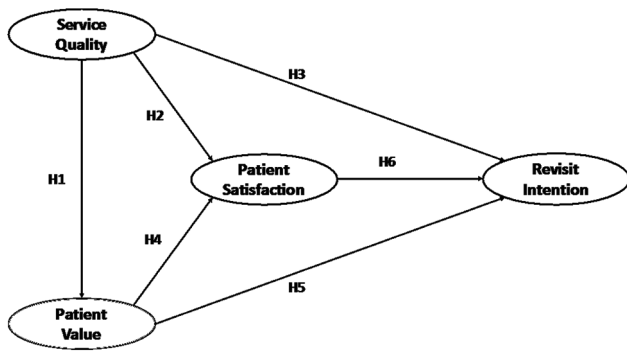 Service
Quality
H3
H2
H6
Patient
Satisfaction
Revisit
Intention
H1
H4
H5
Patient
Value